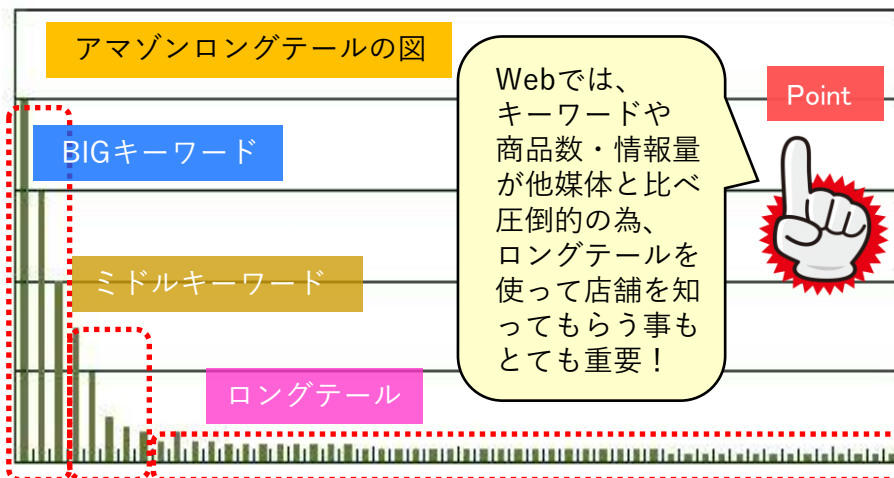 アマゾンロングテールの図
BIGキーワード
ミドルキーワード
ロングテール
Webでは、
キーワードや
商品数・情報量
が他媒体と比べ
圧倒的の為、
ロングテールを
使って店舗を知
ってもらう事も
とても重要！
Point